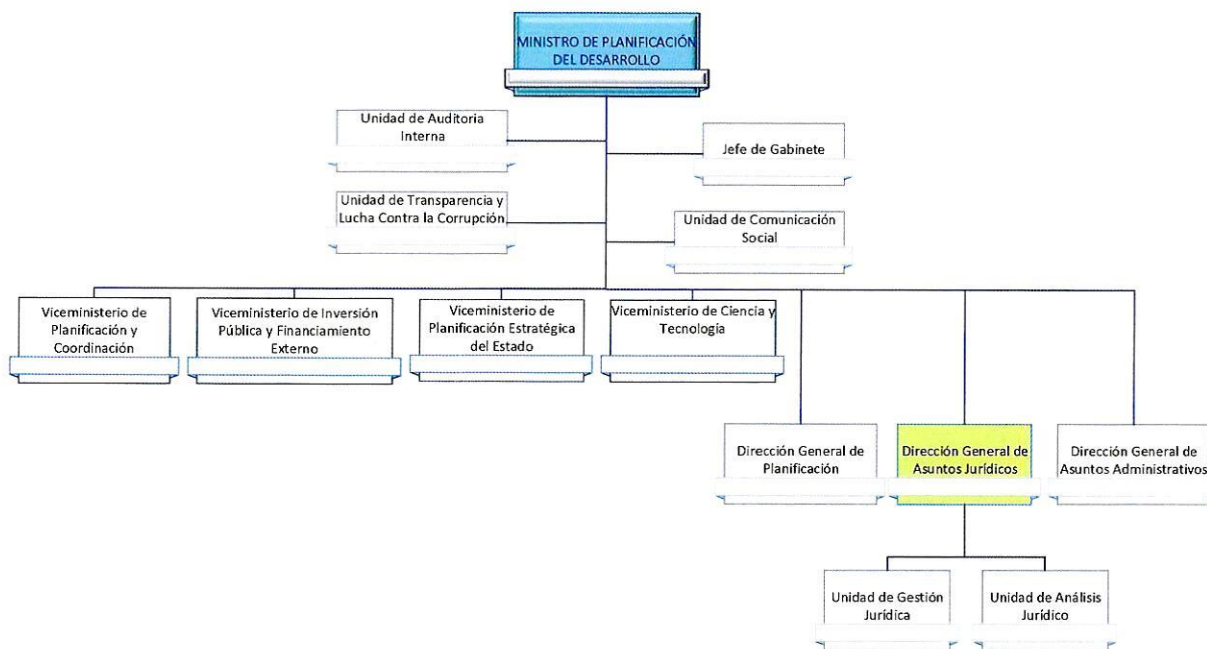 MINISTRO DE PLANIFICACIÓN
DEL DESARROLLO
Unidad de Auditoria
Interna
Jefe de Gabinete
Unidad de Transparencia y
Lucha Contra la Corrupción
Unidad de Comunicación
Social
Viceministerio de
Planificación y
Coordinación
Viceministerio de Inversión
Pública y Financiamiento
Externo
Viceministerio de
Planificación Estratégica
del Estado
Viceministerio de Ciencia y
Tecnología
Dirección General de
Planificación
Dirección General de
Asuntos Jurídicos
Dirección General de
Asuntos Administrativos
Unidad de Gestión
Jurídica
Unidad de Análisis
Jurídico